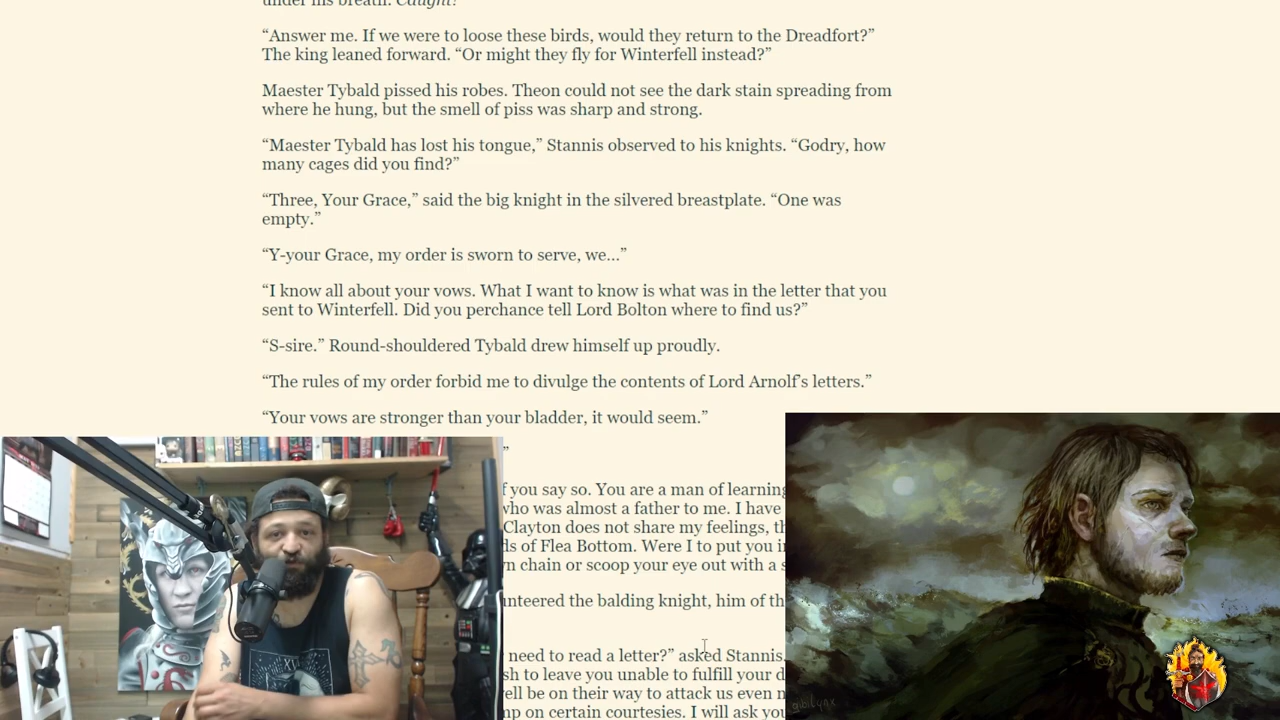 under his breath. Caught!
“Answer me. If we were to loose these birds, would they return to the Dreadfort?”
The king leaned forward. “Or might they fly for Winterfell instead?”
Maester Tybald pissed his robes. Theon could not see the dark stain spreading from
where he hung, but the smell of piss was sharp and strong.
“Maester Tybald has lost his tongue,” Stannis observed to his knights. “Godry, how
many cages did you find?”
“Three, Your Grace,” said the big knight in the silvered breastplate. “One was
empty.”
“Y-your Grace, my order is sworn to serve, we...”
“I know all about your vows. What I want to know is what was in the letter that you
sent to Winterfell. Did you perchance tell Lord Bolton where to find us?”
“S-sire.” Round-shouldered Tybald drew himself up proudly.
“The rules of my order forbid me to divulge the contents of Lord Arnolf’s letters.”
“Your vows are stronger than your bladder, it would seem.”
”
f you say so. You are a man of learning
who was almost a father to me. I have
Clayton does not share my feelings, th
of Flea Bottom. Were I to put you i
chain or scoop your eye out with a s
the balding knight, him of th
need to read a letter?” asked Stannis.
to leave you unable to fulfill your d
be on their way to attack us even n
on certain courtesies. I will ask you
XVI